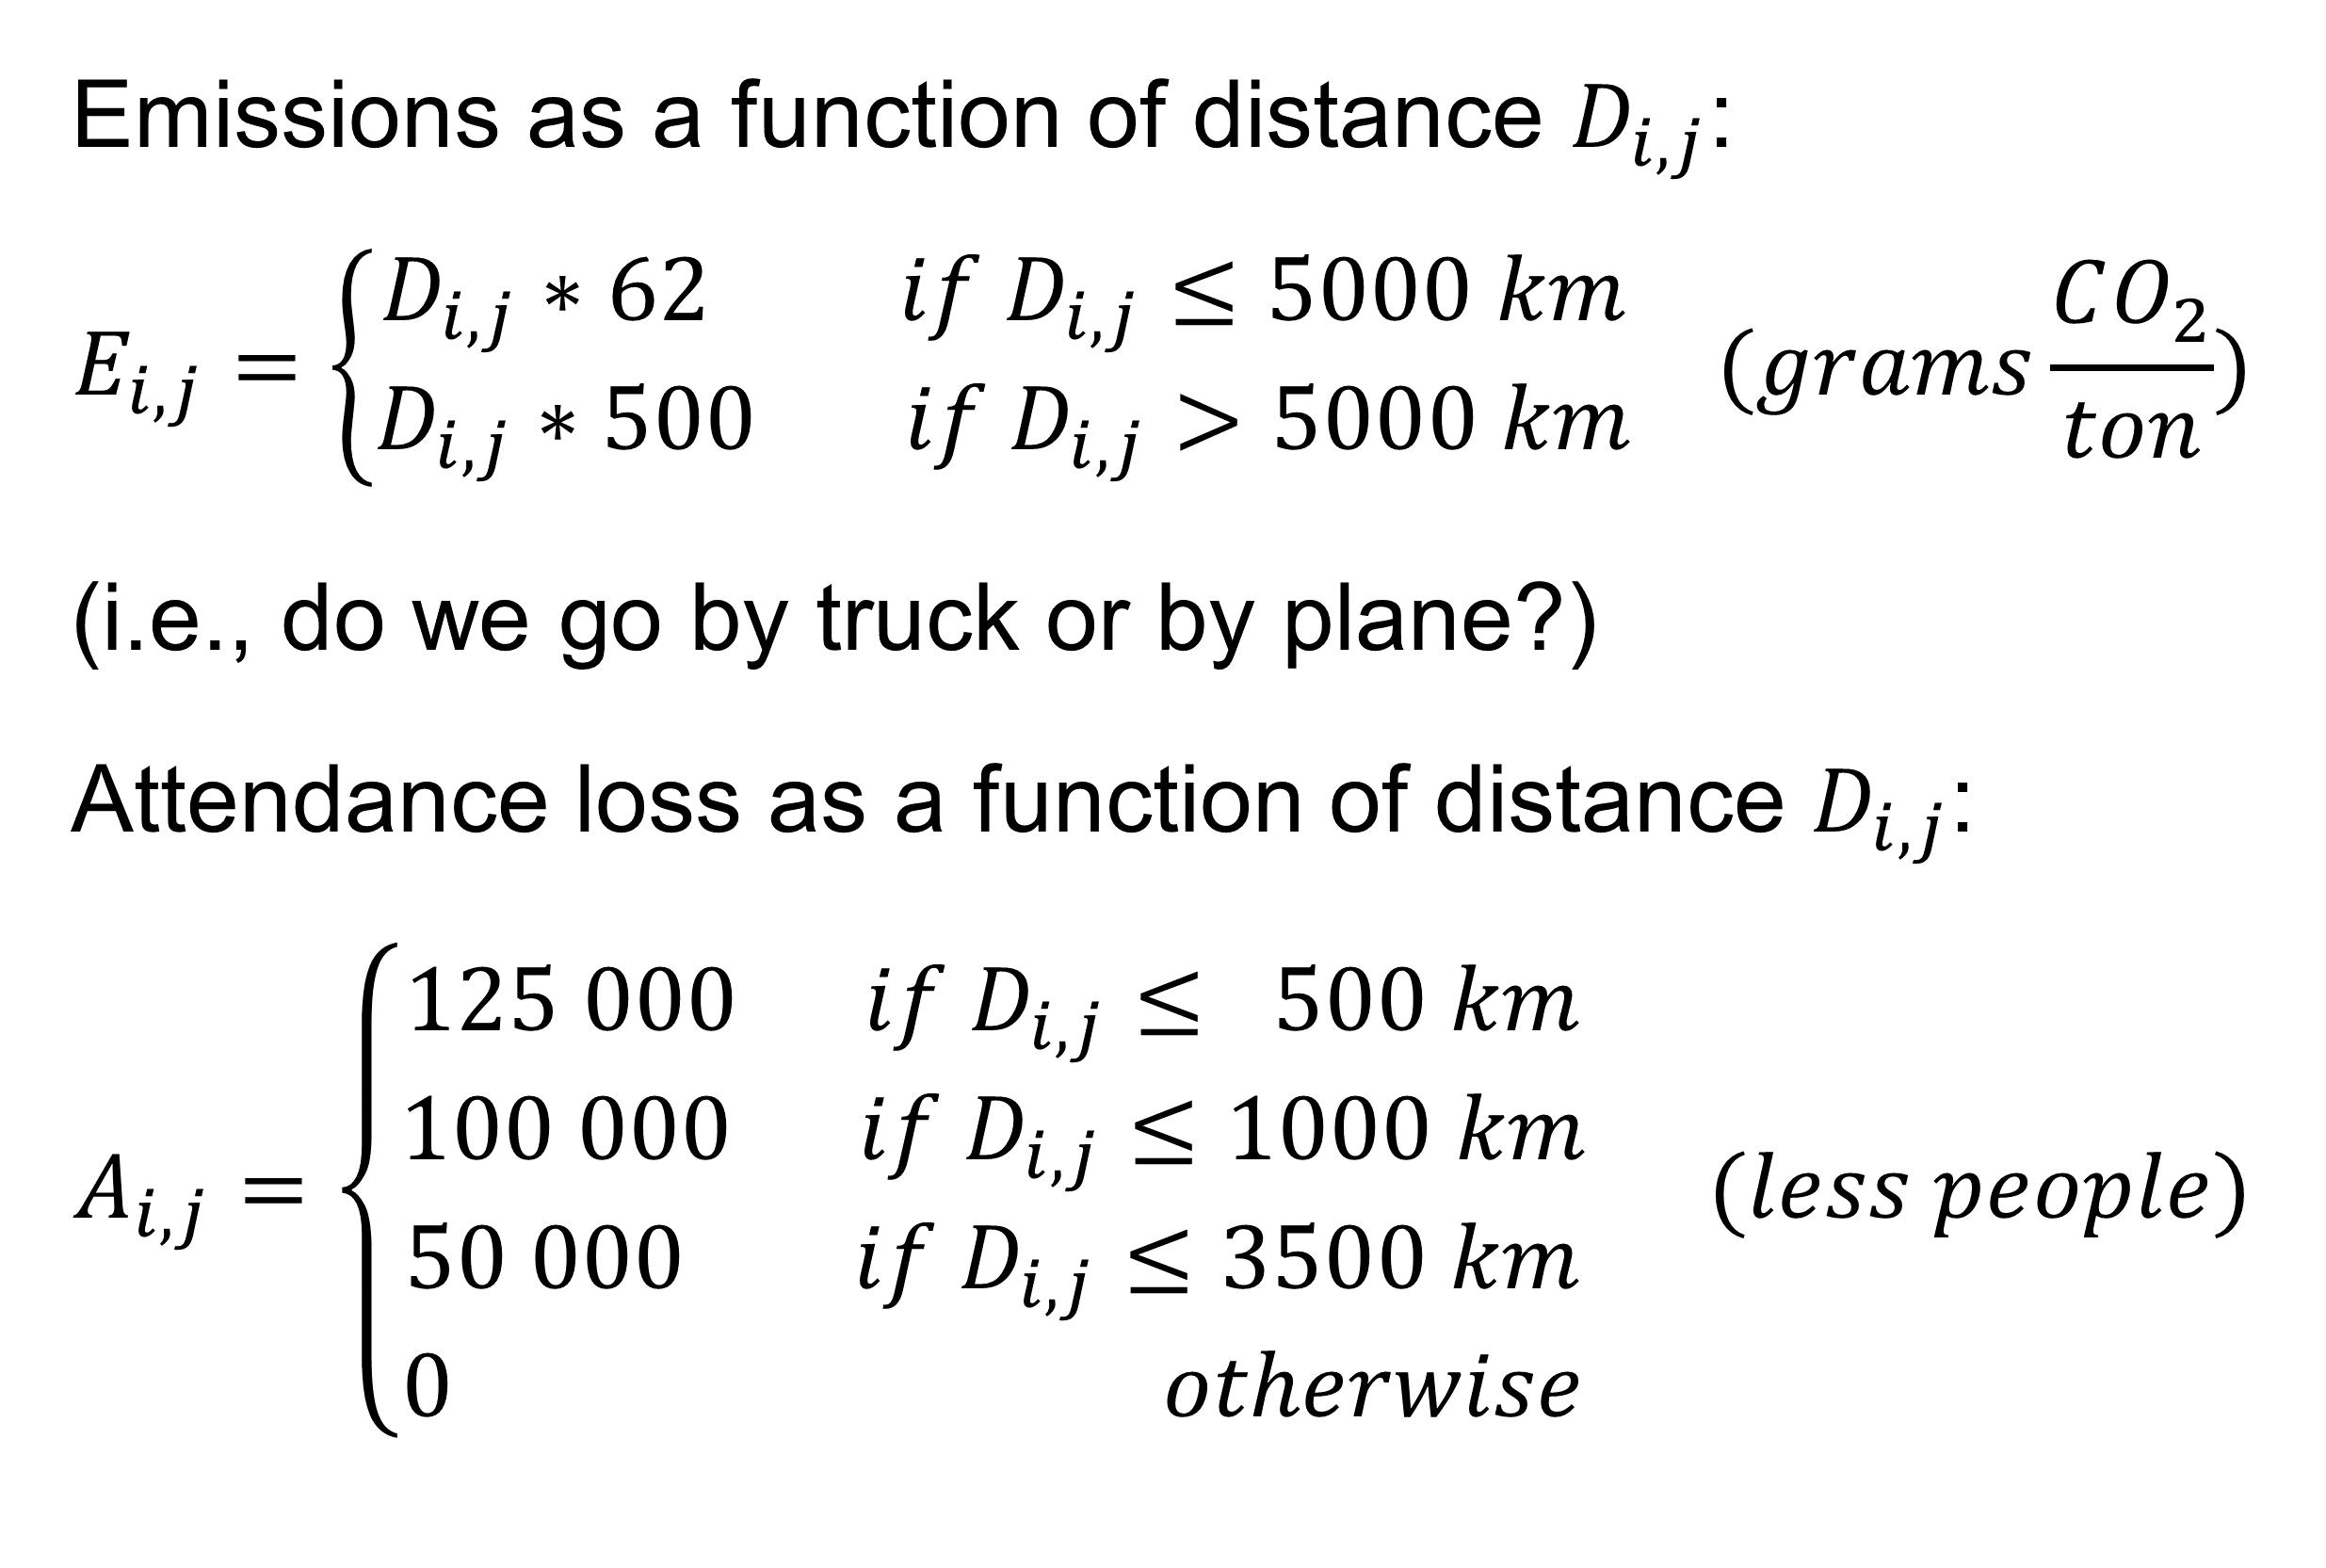 Emissions as a function of distance D_{i,j}:
E_{i,j} = { D_{i,j} * 62 if D_{i,j} ≤ 5000 km
D_{i,j} * 500 if D_{i,j} > 5000 km (grams CO_2/ton)
(i.e., do we go by truck or by plane?)
Attendance loss as a function of distance D_{i,j}:
A_{i,j} = { 125 000 if D_{i,j} ≤ 500 km
100 000 if D_{i,j} ≤ 1000 km
50 000 if D_{i,j} ≤ 3500 km (less people)
0 otherwise